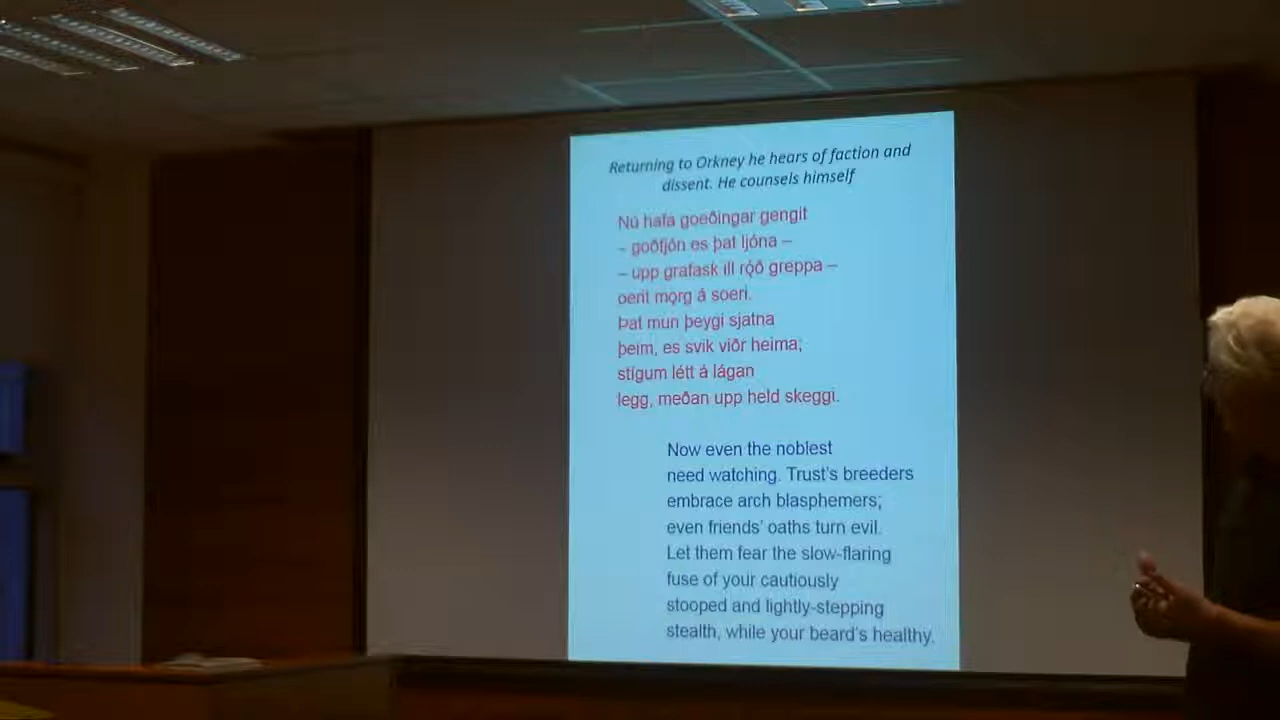 Returning to Orkney he hears of faction and
dissent. He counsels himself
Nú hafa goeðingar gengit
– goðfjón es þat ljóna –
– upp grafask ill rǫ́ð greppa –
oerit mǫrg á soeri.
Þat mun þeygi sjatna
þeim, es svik við heima;
stígum létt á lágan
legg, meðan upp held skeggi.
Now even the noblest
need watching. Trust's breeders
embrace arch blasphemers;
even friends' oaths turn evil.
Let them fear the slow-flaring
fuse of your cautiously
stooped and lightly-stepping
stealth, while your beard's healthy.